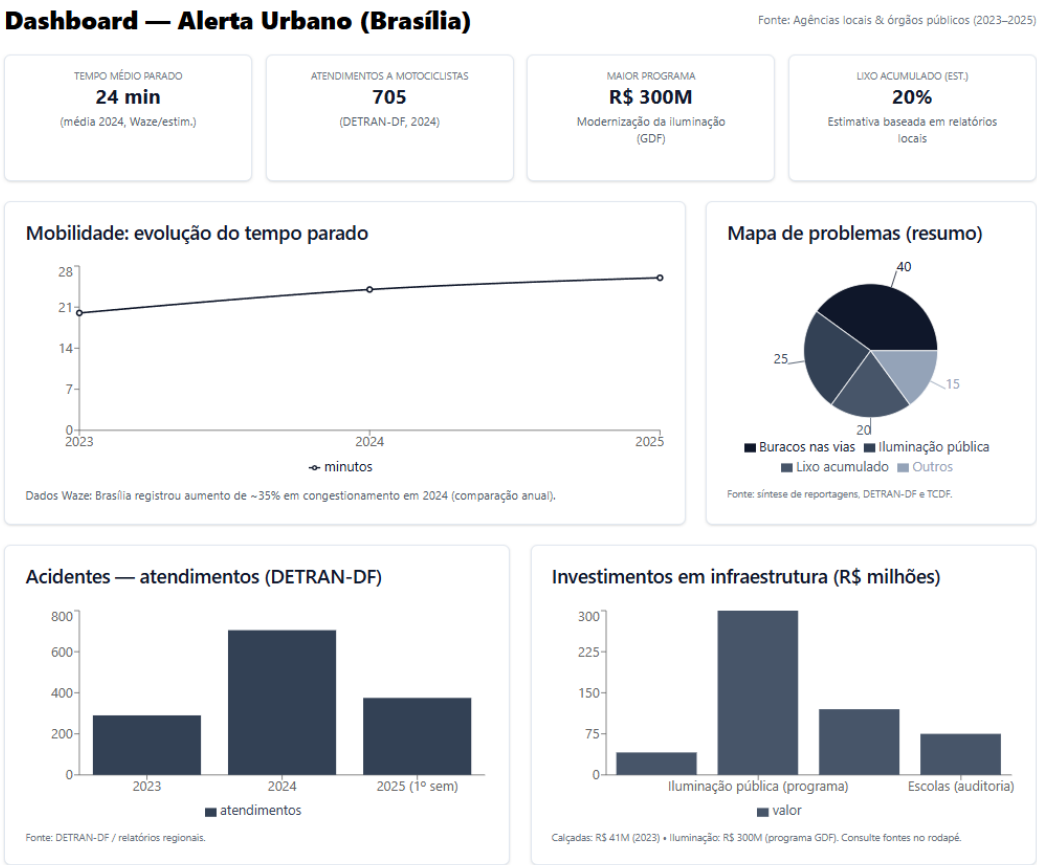 Dashboard — Alerta Urbano (Brasília)
Fonte: Agências locais & órgãos públicos (2023–2025)
TEMPO MÉDIO PARADO
24 min
(média 2024, Waze/estim.)
ATENDIMENTOS A MOTOCICLISTAS
705
(DETRAN-DF, 2024)
MAIOR PROGRAMA
R$ 300M
Modernização da iluminação
(GDF)
LIXO ACUMULADO (EST.)
20%
Estimativa baseada em relatórios
locais
Mobilidade: evolução do tempo parado
28
21
14
7
0
2023 2024 2025
minutos
Dados Waze: Brasília registrou aumento de ~35% em congestionamento em 2024 (comparação anual).
Mapa de problemas (resumo)
40
25
15
20
Buracos nas vias Iluminação pública
Lixo acumulado Outros
Fonte: síntese de reportagens, DETRAN-DF e TCDF.
Acidentes — atendimentos (DETRAN-DF)
800
600
400
200
0
2023 2024 2025 (1º sem)
atendimentos
Fonte: DETRAN-DF / relatórios regionais.
Investimentos em infraestrutura (R$ milhões)
300
225
150
75
0
Iluminação pública (programa) Escolas (auditoria)
valor
Calçadas: R$ 41M (2023) • Iluminação: R$ 300M (programa GDF). Consulte fontes no rodapé.